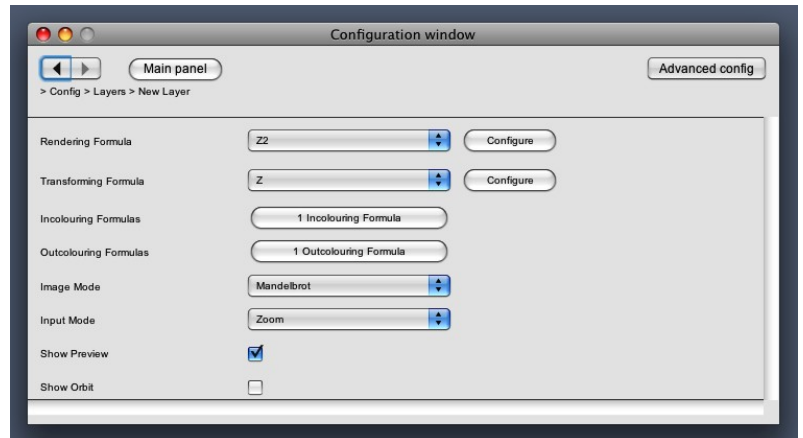 Configuration window
Main panel
Advanced config
> Config > Layers > New Layer
Rendering Formula Z2 Configure
Transforming Formula Z Configure
Incolouring Formulas 1 Incolouring Formula
Outcolouring Formulas 1 Outcolouring Formula
Image Mode Mandelbrot
Input Mode Zoom
Show Preview
Show Orbit